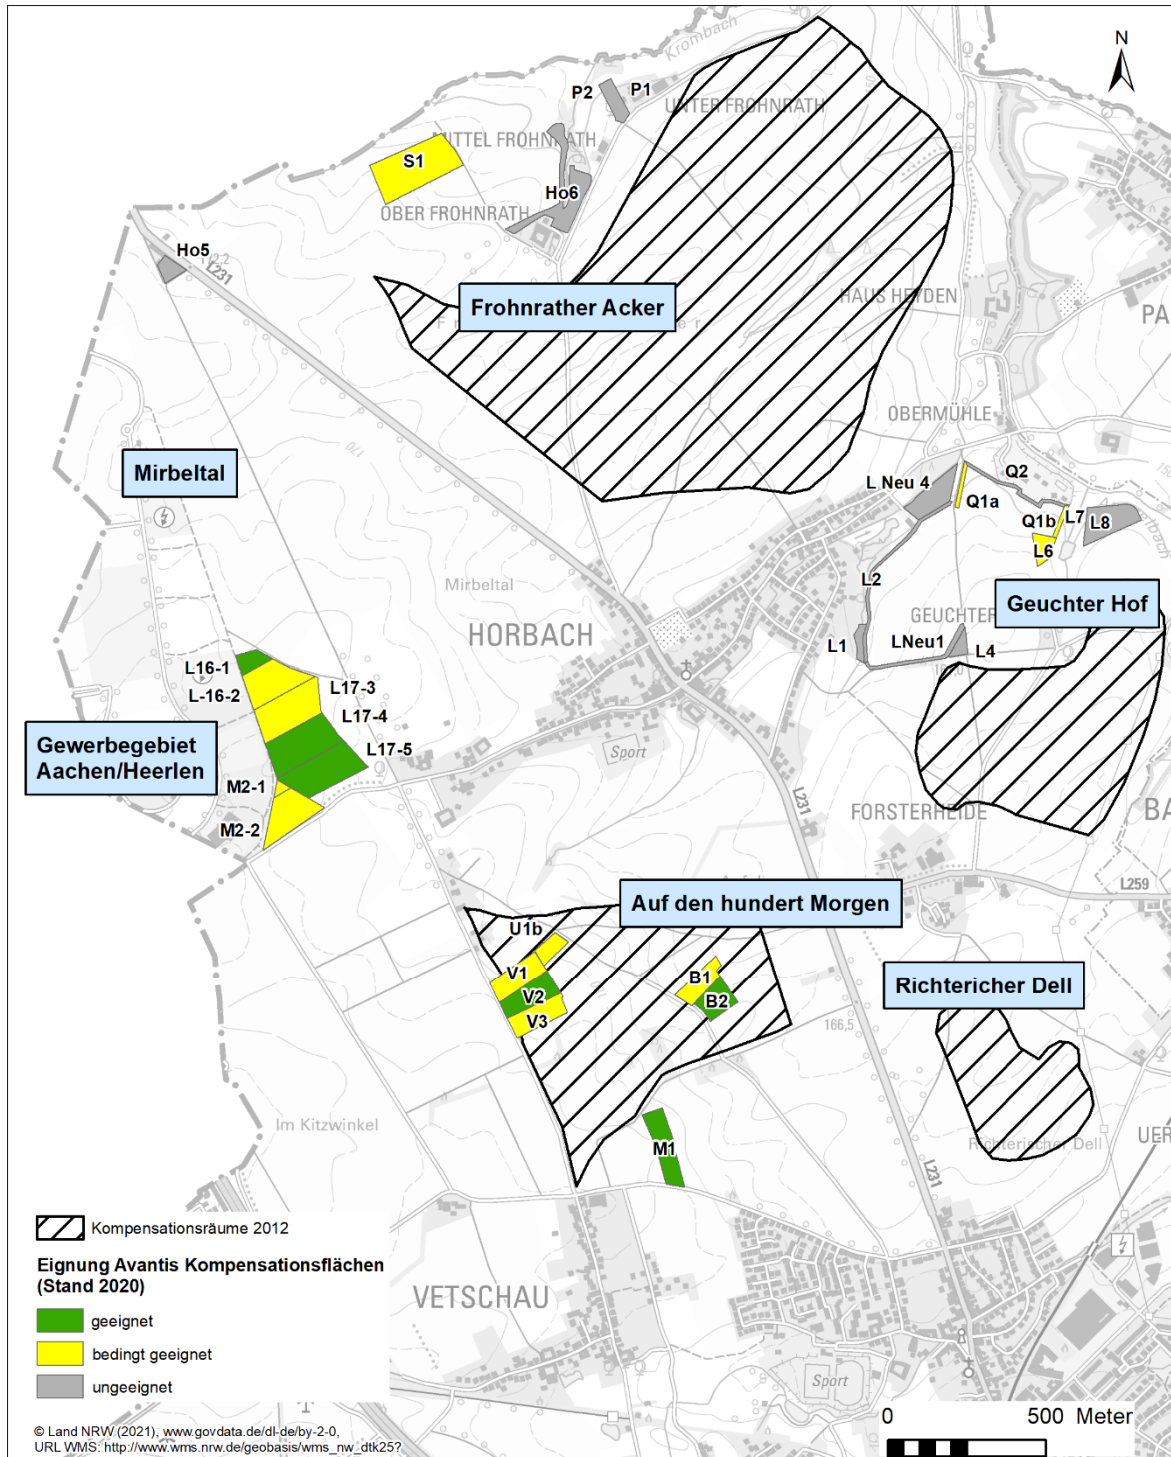 N
Krombach
P2
P1
UNTER FROHNRATH
MITTEL FROHNRATH
S1
Ho6
OBER FROHNRATH
Ho5
L231
Frohnrather Acker
HAUS HEYDEN
PA
OBERMÜHLE
Mirbeltal
170
L Neu 4
Q2
Q1a
Q1b
L7
L8
L6
L2
Mirbeltal
Geuchter Hof
GEUCHTER
HORBACH
L1
LNeu1
L4
L16-1
L-16-2
L17-3
L17-4
L17-5
Gewerbegebiet
Aachen/Heerlen
Sport
M2-1
M2-2
L231
FORSTERHEIDE
BA
L259
Auf den hundert Morgen
U1b
V1
V2
V3
B1
B2
Richtericher Dell
166,5
M1
Im Kitzwinkel
Richterischer Dell
UER
L231
Kompensationsräume 2012
Eignung Avantis Kompensationsflächen
(Stand 2020)
geeignet
bedingt geeignet
ungeeignet
VETSCHAU
Sport
0 500 Meter
© Land NRW (2021), www.govdata.de/dl-de/by-2-0,
URL WMS: http://www.wms.nrw.de/geobasis/wms_nw_dtk25?